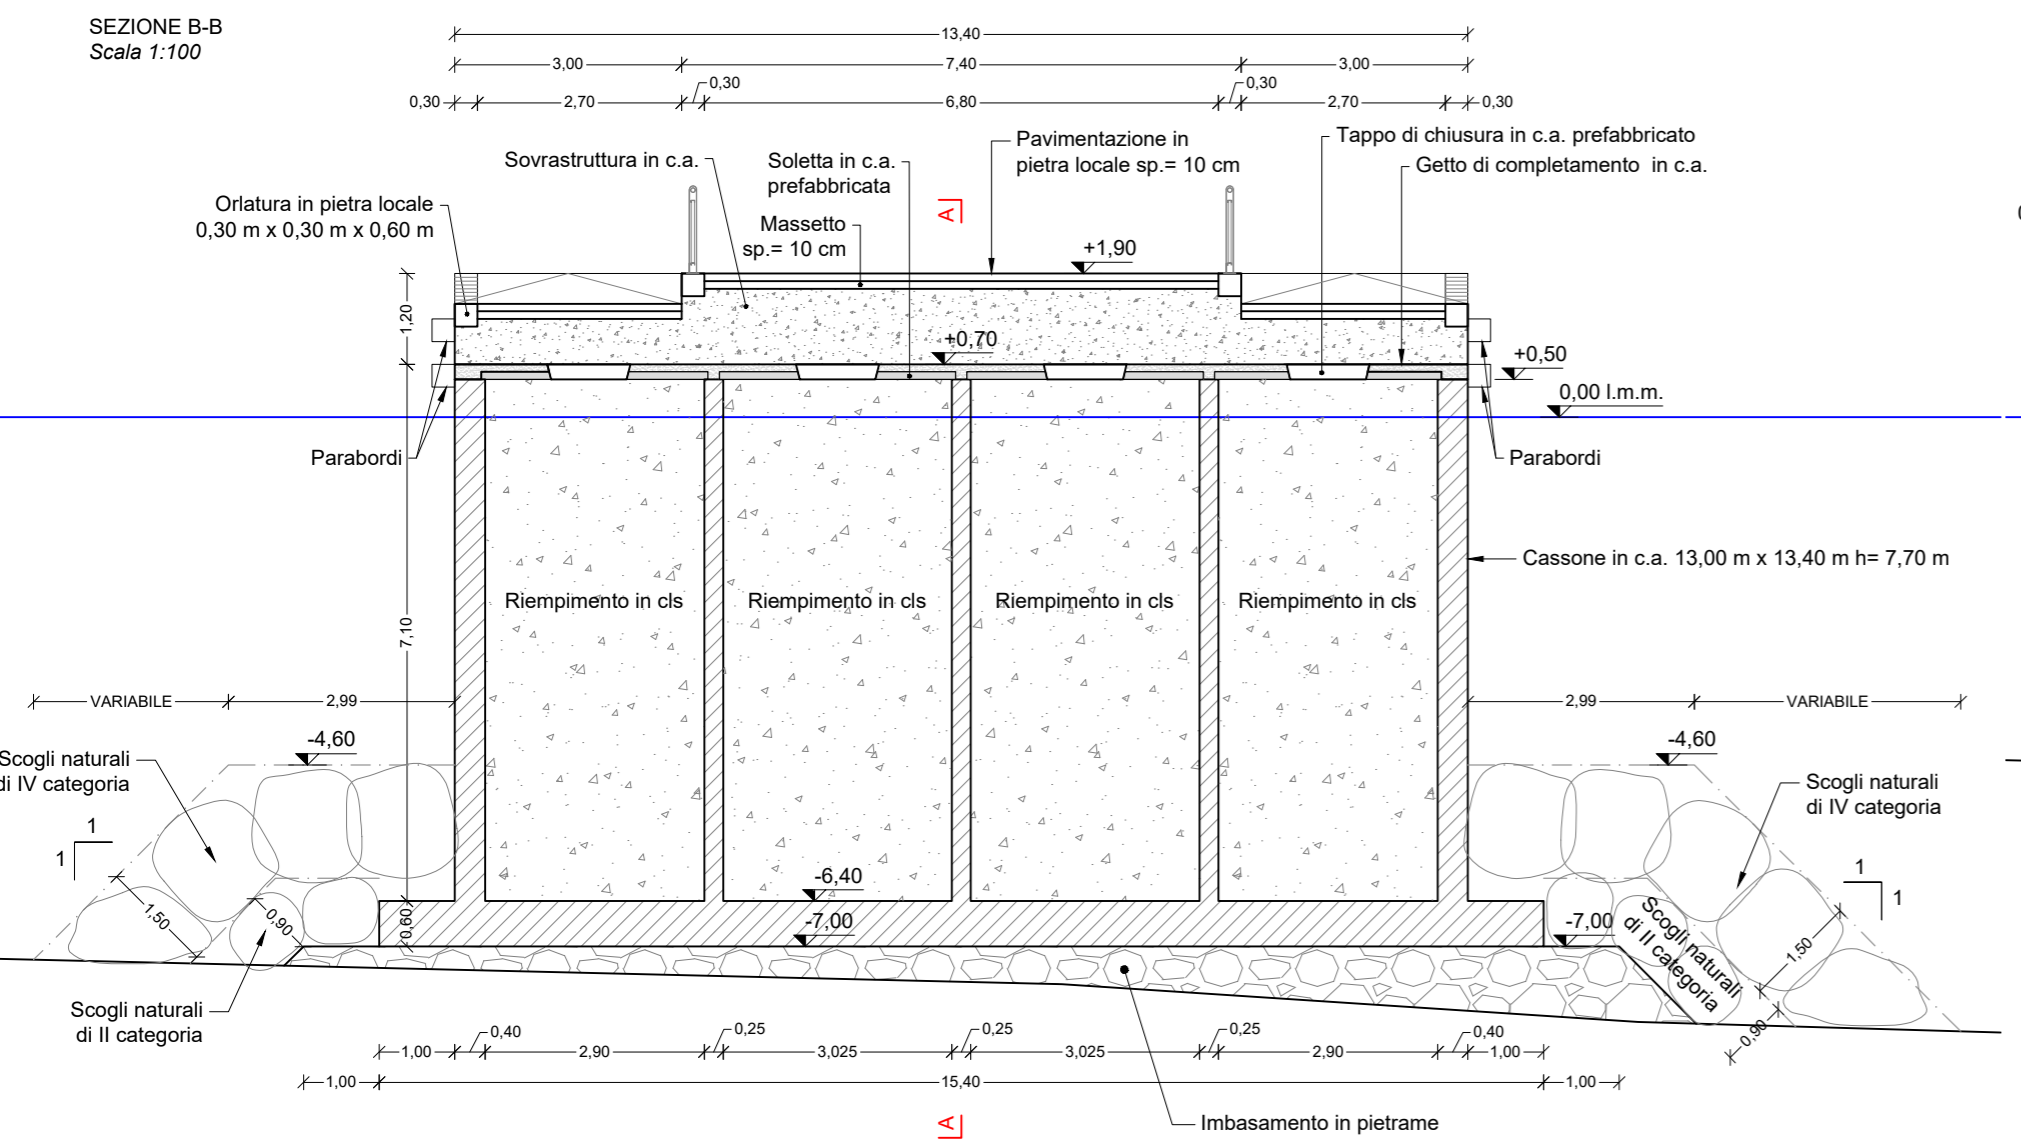 SEZIONE B-B
Scala 1:100
13,40
3,00
7,40
3,00
0,30
0,30
0,30
2,70
6,80
2,70
0,30
Pavimentazione in
pietra locale sp.= 10 cm
Tappo di chiusura in c.a. prefabbricato
Getto di completamento in c.a.
Sovrastruttura in c.a.
Soletta in c.a.
prefabbricata
Orlatura in pietra locale
0,30 m x 0,30 m x 0,60 m
Massetto
sp.= 10 cm
A
+1,90
1,20
+0,70
+0,50
0,00 l.m.m.
Parabordi
Parabordi
Cassone in c.a. 13,00 m x 13,40 m h= 7,70 m
Riempimento in cls
Riempimento in cls
Riempimento in cls
Riempimento in cls
7,10
VARIABILE
2,99
2,99
VARIABILE
-4,60
-4,60
Scogli naturali
di IV categoria
Scogli naturali
di IV categoria
1
1
1
1
-6,40
0,60
-7,00
-7,00
1,50
0,90
Scogli naturali
di II categoria
1,50
0,90
Scogli naturali
di II categoria
0,40
0,25
0,25
0,25
0,40
1,00
2,90
3,025
3,025
2,90
1,00
1,00
15,40
1,00
A
Imbasamento in pietrame